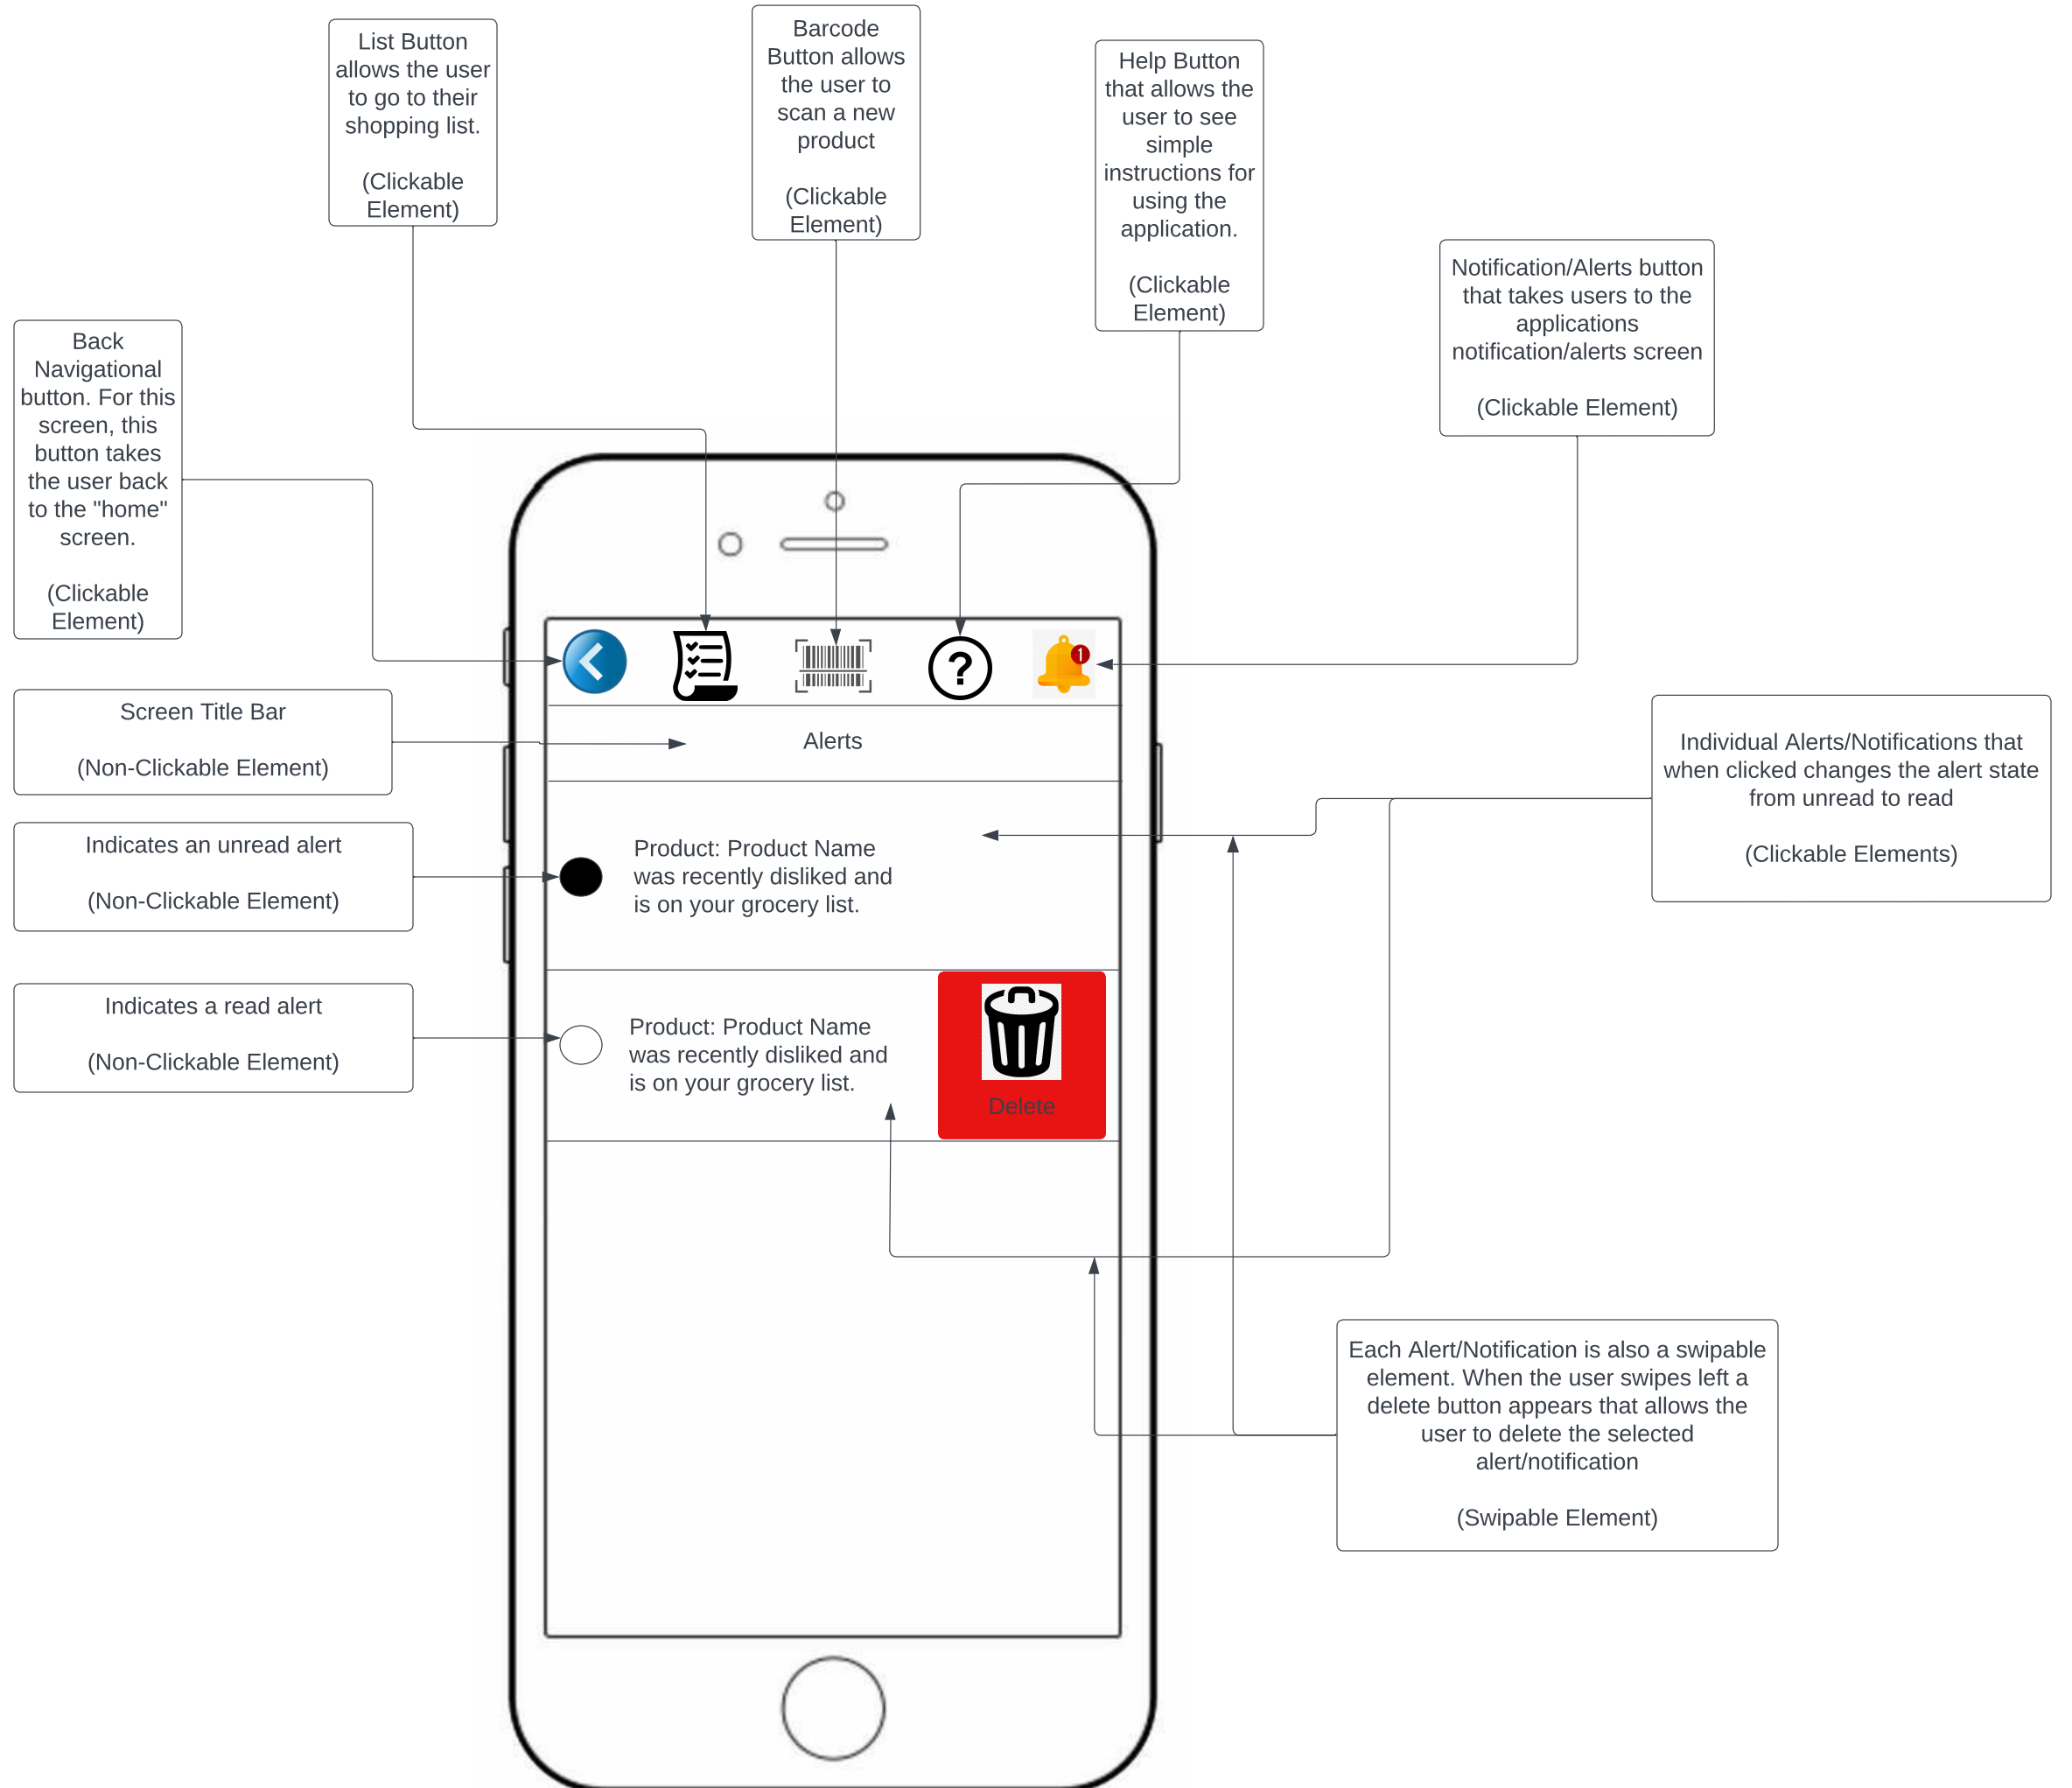 List Button
allows the user
to go to their
shopping list.
(Clickable
Element)
Barcode
Button allows
the user to
scan a new
product
(Clickable
Element)
Help Button
that allows the
user to see
simple
instructions for
using the
application.
(Clickable
Element)
Notification/Alerts button
that takes users to the
applications
notification/alerts screen
(Clickable Element)
Back
Navigational
button. For this
screen, this
button takes
the user back
to the "home"
screen.
(Clickable
Element)
?
1
Screen Title Bar
(Non-Clickable Element)
Alerts
Individual Alerts/Notifications that
when clicked changes the alert state
from unread to read
(Clickable Elements)
Indicates an unread alert
(Non-Clickable Element)
Product: Product Name
was recently disliked and
is on your grocery list.
Indicates a read alert
(Non-Clickable Element)
Product: Product Name
was recently disliked and
is on your grocery list.
Delete
Each Alert/Notification is also a swipable
element. When the user swipes left a
delete button appears that allows the
user to delete the selected
alert/notification
(Swipable Element)